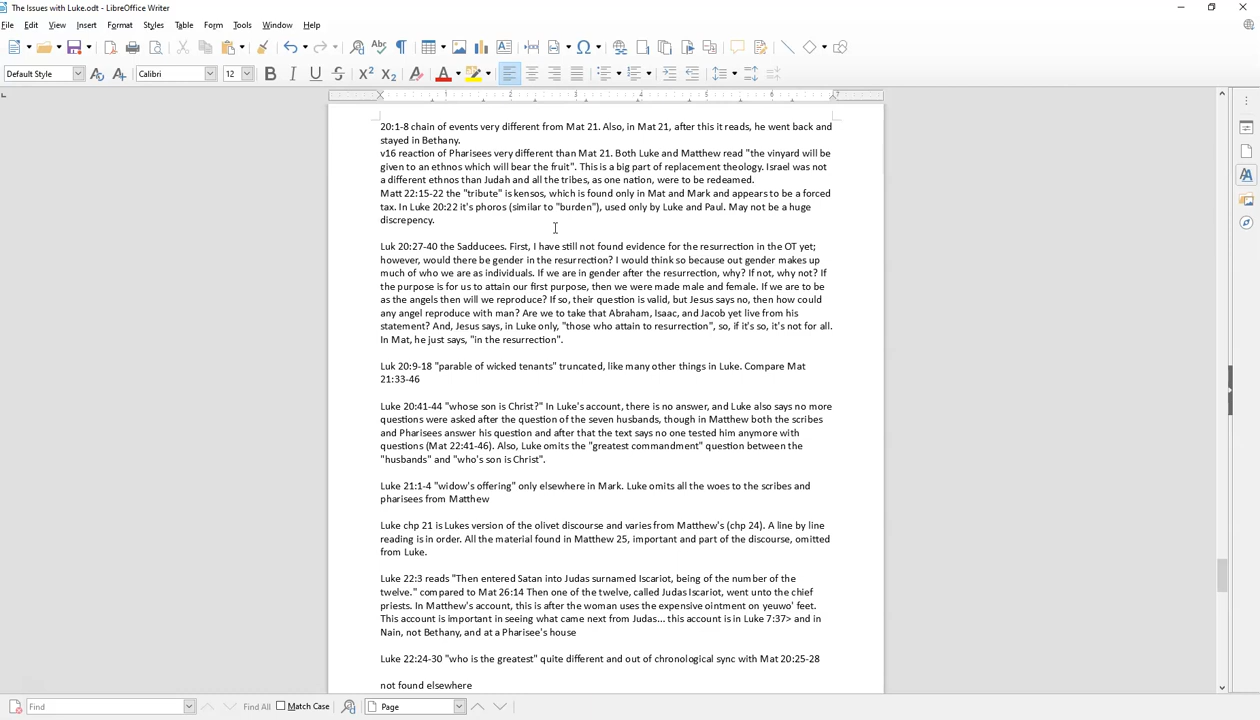 The Issues with Luke.odt - LibreOffice Writer
File Edit View Insert Format Styles Table Form Tools Window Help
Default Style Calibri 12
1 2 3 4 5 6 7
20:1-8 chain of events very different from Mat 21. Also, in Mat 21, after this it reads, he went back and
stayed in Bethany.
v16 reaction of Pharisees very different than Mat 21. Both Luke and Matthew read "the vinyard will be
given to an ethnos which will bear the fruit". This is a big part of replacement theology. Israel was not
a different ethnos than Judah and all the tribes, as one nation, were to be redeemed.
Matt 22:15-22 the "tribute" is kensos, which is found only in Mat and Mark and appears to be a forced
tax. In Luke 20:22 it's phoros (similar to "burden"), used only by Luke and Paul. May not be a huge
discrepency.
Luk 20:27-40 the Sadducees. First, I have still not found evidence for the resurrection in the OT yet;
however, would there be gender in the resurrection? I would think so because out gender makes up
much of who we are as individuals. If we are in gender after the resurrection, why? If not, why not? If
the purpose is for us to attain our first purpose, then we were made male and female. If we are to be
as the angels then will we reproduce? If so, their question is valid, but Jesus says no, then how could
any angel reproduce with man? Are we to take that Abraham, Isaac, and Jacob yet live from his
statement? And, Jesus says, in Luke only, "those who attain to resurrection", so, if it's so, it's not for all.
In Mat, he just says, "in the resurrection".
Luk 20:9-18 "parable of wicked tenants" truncated, like many other things in Luke. Compare Mat
21:33-46
Luke 20:41-44 "whose son is Christ?" In Luke's account, there is no answer, and Luke also says no more
questions were asked after the question of the seven husbands, though in Matthew both the scribes
and Pharisees answer his question and after that the text says no one tested him anymore with
questions (Mat 22:41-46). Also, Luke omits the "greatest commandment" question between the
"husbands" and "who's son is Christ".
Luke 21:1-4 "widow's offering" only elsewhere in Mark. Luke omits all the woes to the scribes and
pharisees from Matthew
Luke chp 21 is Lukes version of the olivet discourse and varies from Matthew's (chp 24). A line by line
reading is in order. All the material found in Matthew 25, important and part of the discourse, omitted
from Luke.
Luke 22:3 reads "Then entered Satan into Judas surnamed Iscariot, being of the number of the
twelve." compared to Mat 26:14 Then one of the twelve, called Judas Iscariot, went unto the chief
priests. In Matthew's account, this is after the woman uses the expensive ointment on yeuwo' feet.
This account is important in seeing what came next from Judas... this account is in Luke 7:37> and in
Nain, not Bethany, and at a Pharisee's house
Luke 22:24-30 "who is the greatest" quite different and out of chronological sync with Mat 20:25-28
not found elsewhere
Find Find All Match Case Page